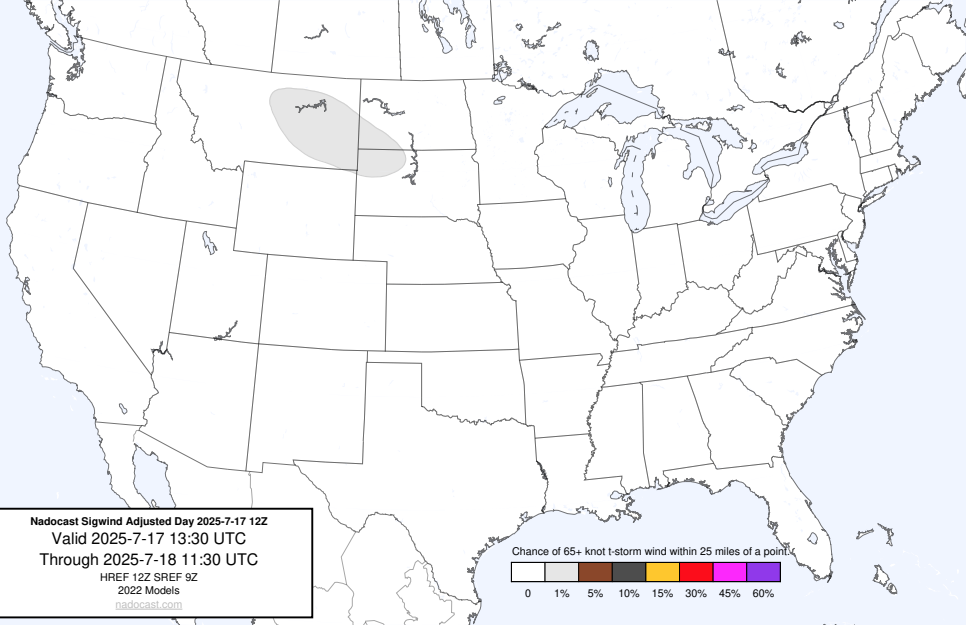 Nadocast Sigwind Adjusted Day 2025-7-17 12Z
Valid 2025-7-17 13:30 UTC
Through 2025-7-18 11:30 UTC
HREF 12Z SREF 9Z
2022 Models
nadocast.com
Chance of 65+ knot t-storm wind within 25 miles of a point.
0 1% 5% 10% 15% 30% 45% 60%